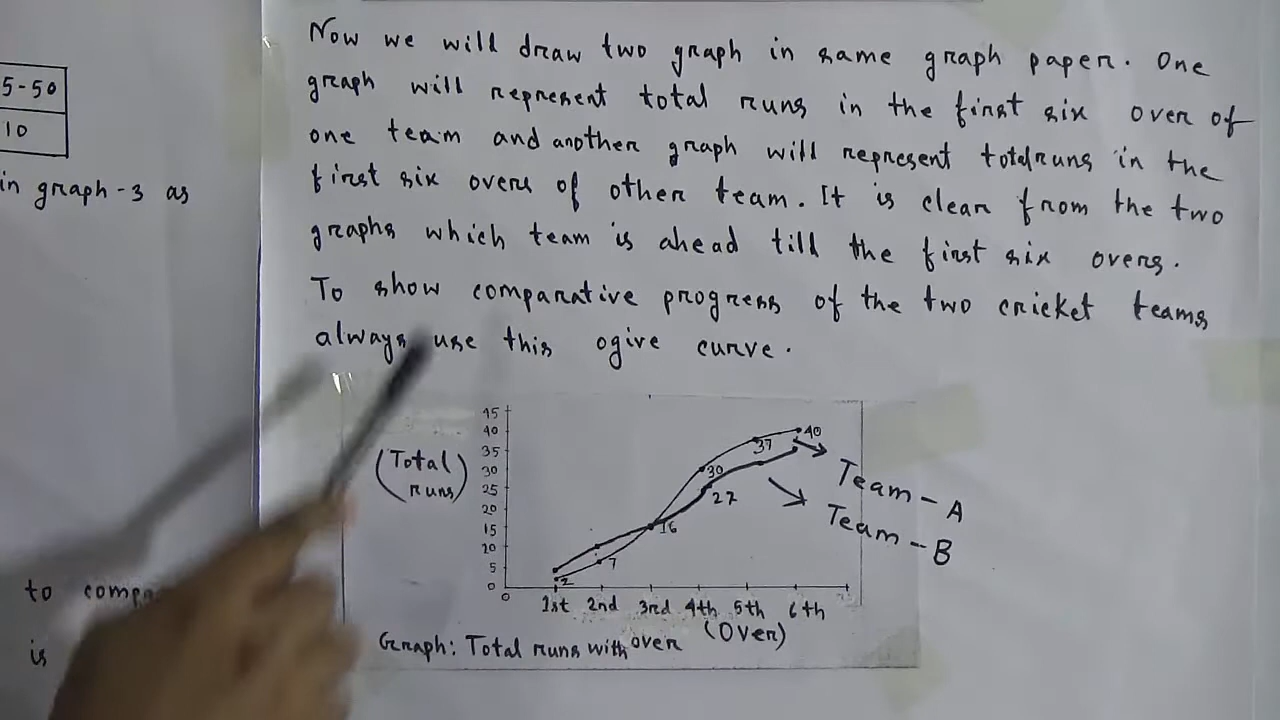 5-50
10
in graph-3 as
to
is
Now we will draw two graph in same graph paper. One
graph will represent total runs in the first six over of
one team and another graph will represent total runs in the
first six overs of other team. It is clear from the two
graphs which team is ahead till the first six overs.
To show comparative progress of the two cricket teams
always use this ogive curve.
(Total
runs)
45
40
35
30
25
20
15
10
5
0
0
2
7
16
30
27
37
40
Team-A
Team-B
1st 2nd 3rd 4th 5th 6th
(Over)
Graph: Total runs with over